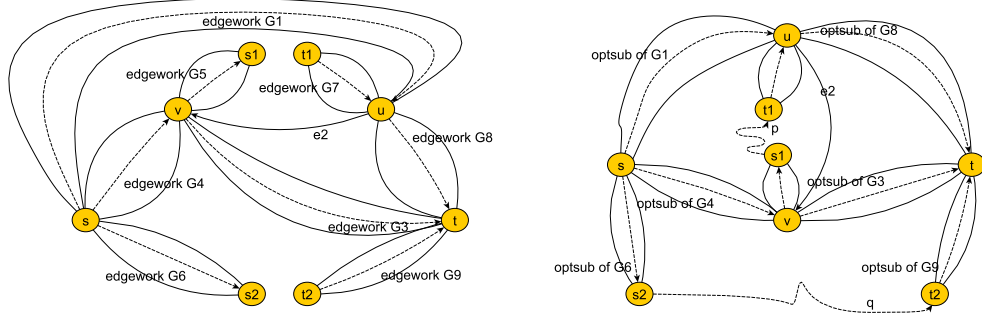 edgework G1
s1
t1
edgework G5
edgework G7
v
u
e2
edgework G8
edgework G4
s
edgework G3
t
edgework G6
edgework G9
s2
t2
u
optsub of G1
optsub of G8
e2
t1
p
s1
s
t
optsub of G3
optsub of G4
v
optsub of G6
optsub of G9
s2
q
t2